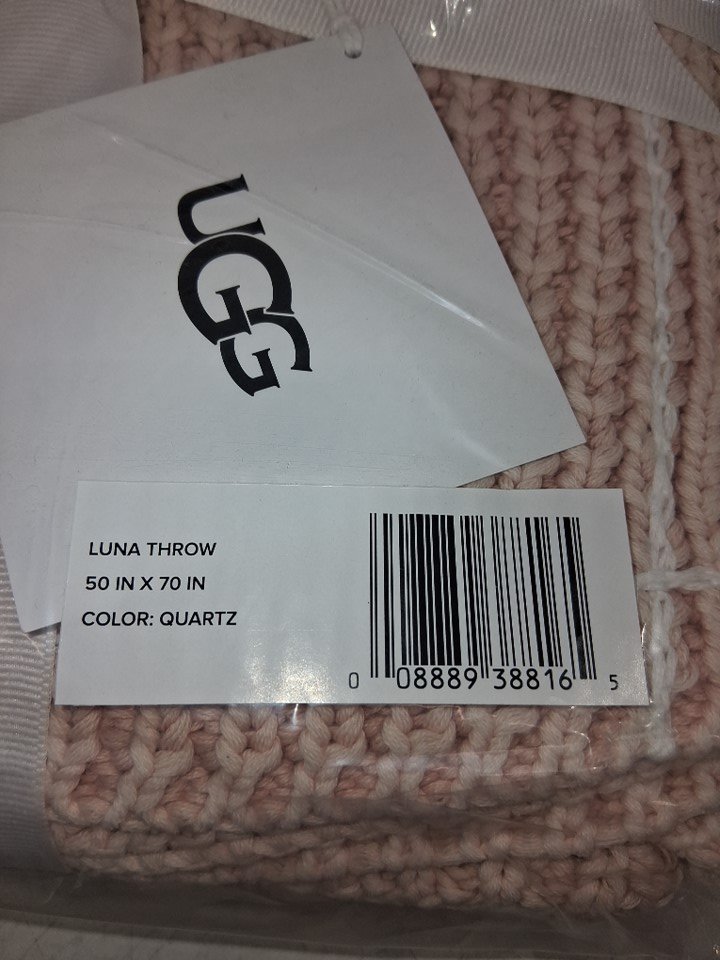 UGG
LUNA THROW
50 IN X 70 IN
COLOR: QUARTZ
0 08889 38816 5